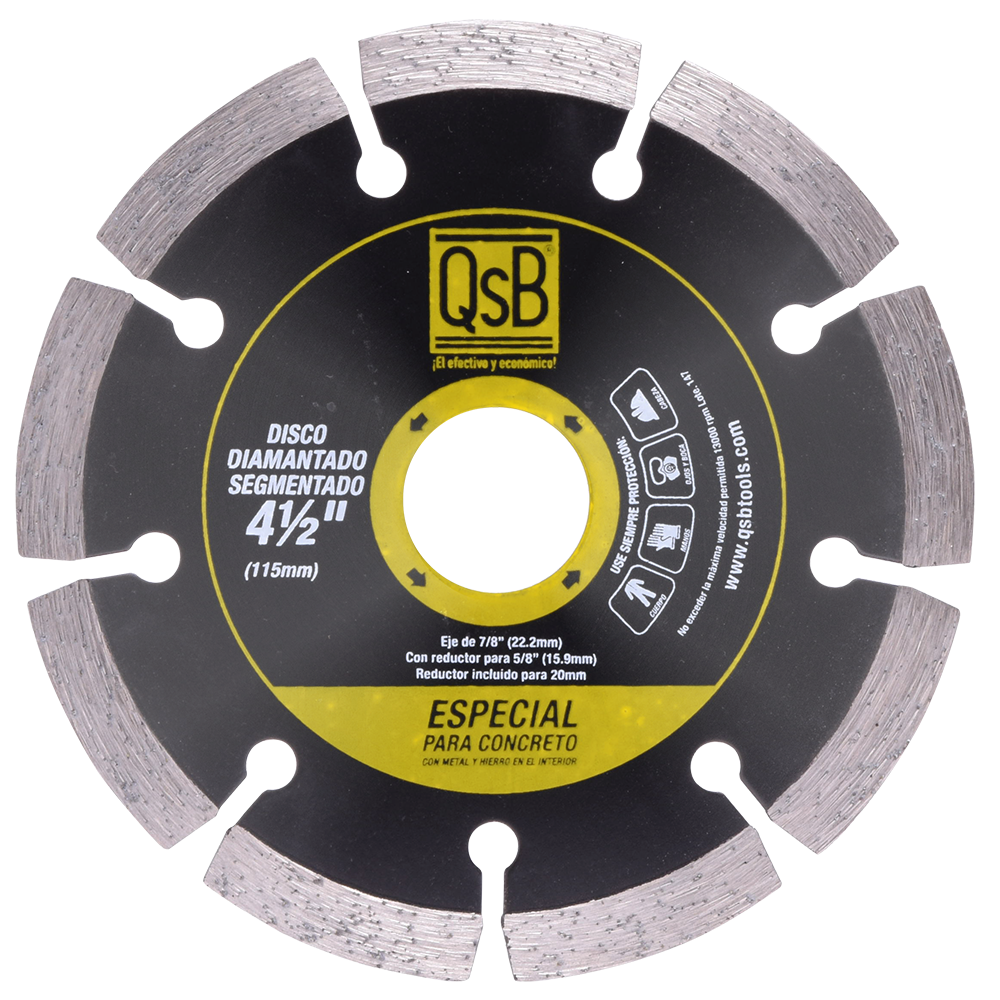 QsB®
¡El efectivo y económico!
DISCO
DIAMANTADO
SEGMENTADO
4½"
(115mm)
USE SIEMPRE PROTECCIÓN:
CABEZA
OJOS Y BOCA
MANOS
CUERPO
No exceder la máxima velocidad permitida 13000 rpm Lote. 147
www.qsbtools.com
Eje de 7/8" (22.2mm)
Con reductor para 5/8" (15.9mm)
Reductor incluido para 20mm
ESPECIAL
PARA CONCRETO
CON METAL Y HIERRO EN EL INTERIOR